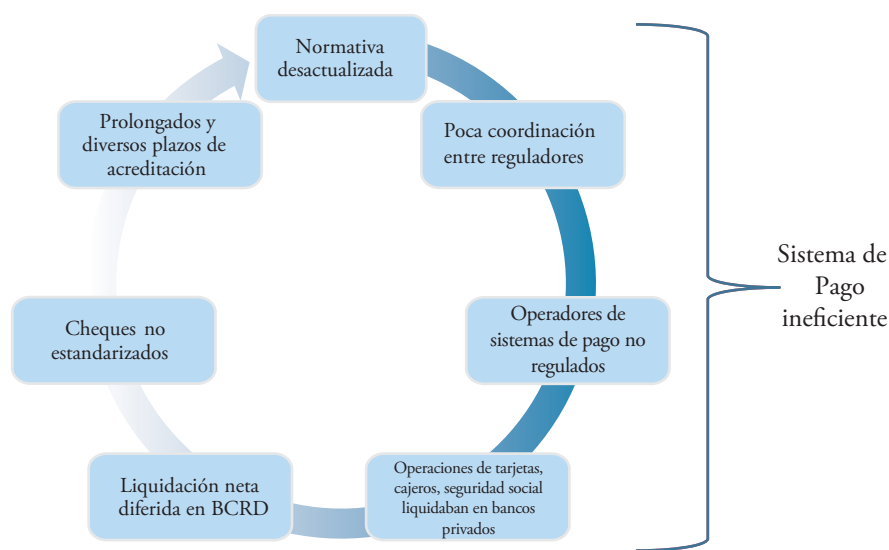 Normativa
desactualizada
Poca coordinación
entre reguladores
Operadores de
sistemas de pago no
regulados
Operaciones de tarjetas,
cajeros, seguridad social
liquidaban en bancos
privados
Liquidación neta
diferida en BCRD
Cheques no
estandarizados
Prolongados y
diversos plazos de
acreditación
Sistema de
Pago
ineficiente